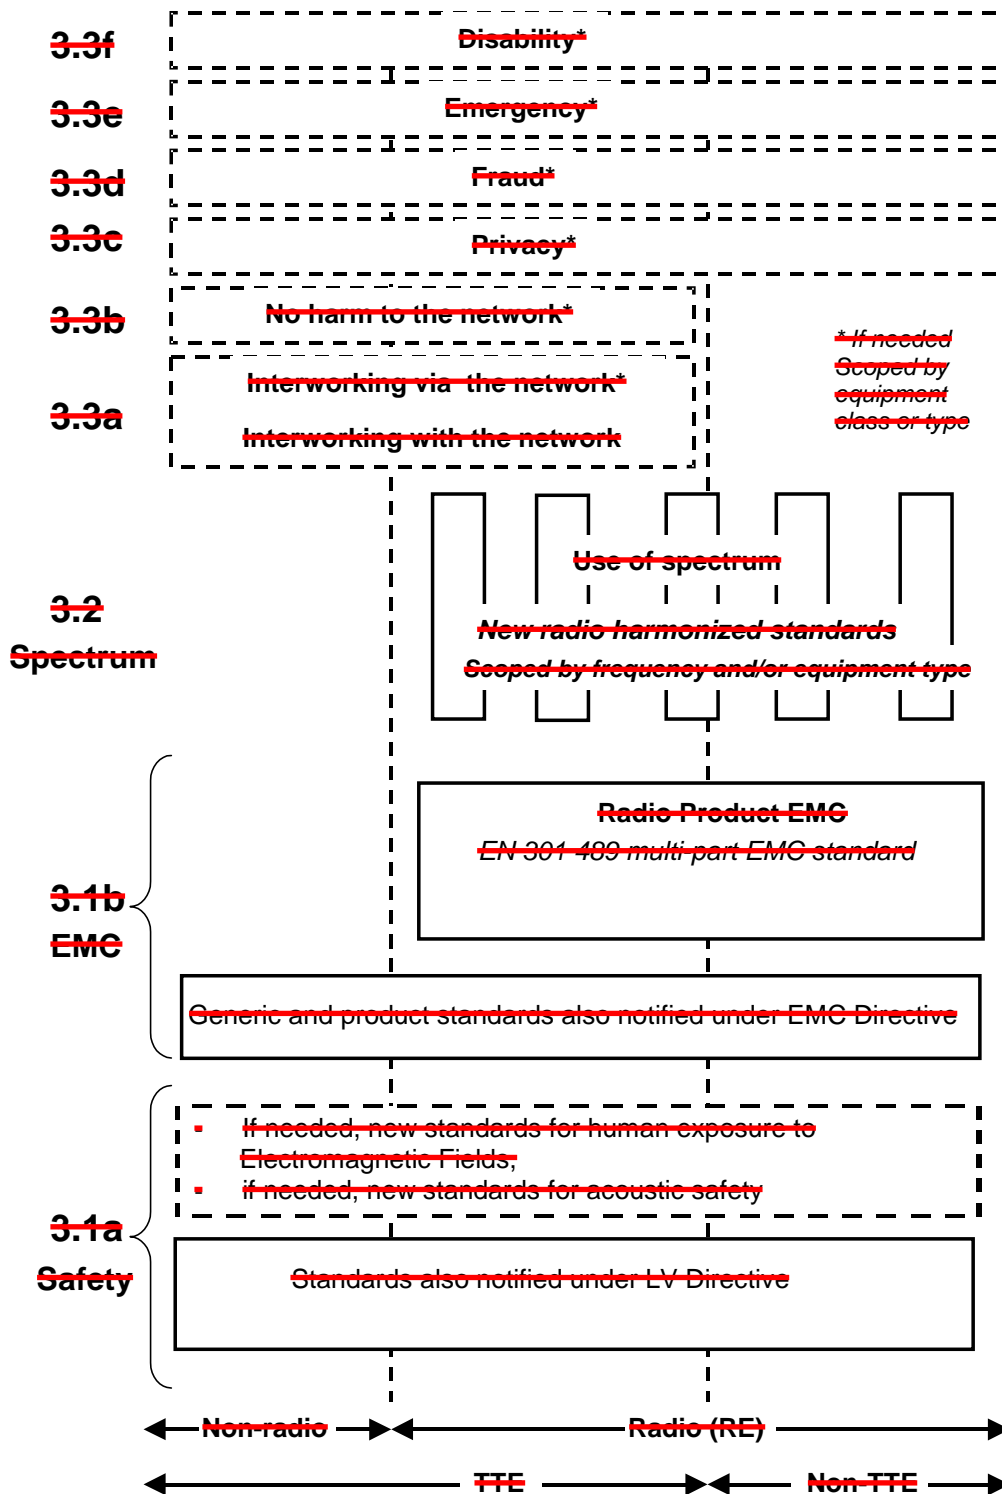 3.3f
Disability*
3.3e
Emergency*
3.3d
Fraud*
3.3c
Privacy*
3.3b
No harm to the network*
3.3a
Interworking via the network*
Interworking with the network
* If needed
Scoped by
equipment
class or type
3.2
Spectrum
Use of spectrum
New radio harmonized standards
Scoped by frequency and/or equipment type
3.1b
EMC
Radio Product EMC
EN 301 489 multi-part EMC standard
Generic and product standards also notified under EMC Directive
3.1a
Safety
- If needed, new standards for human exposure to
Electromagnetic Fields,
- if needed, new standards for acoustic safety
Standards also notified under LV Directive
Non-radio
Radio (RE)
TTE
Non-TTE